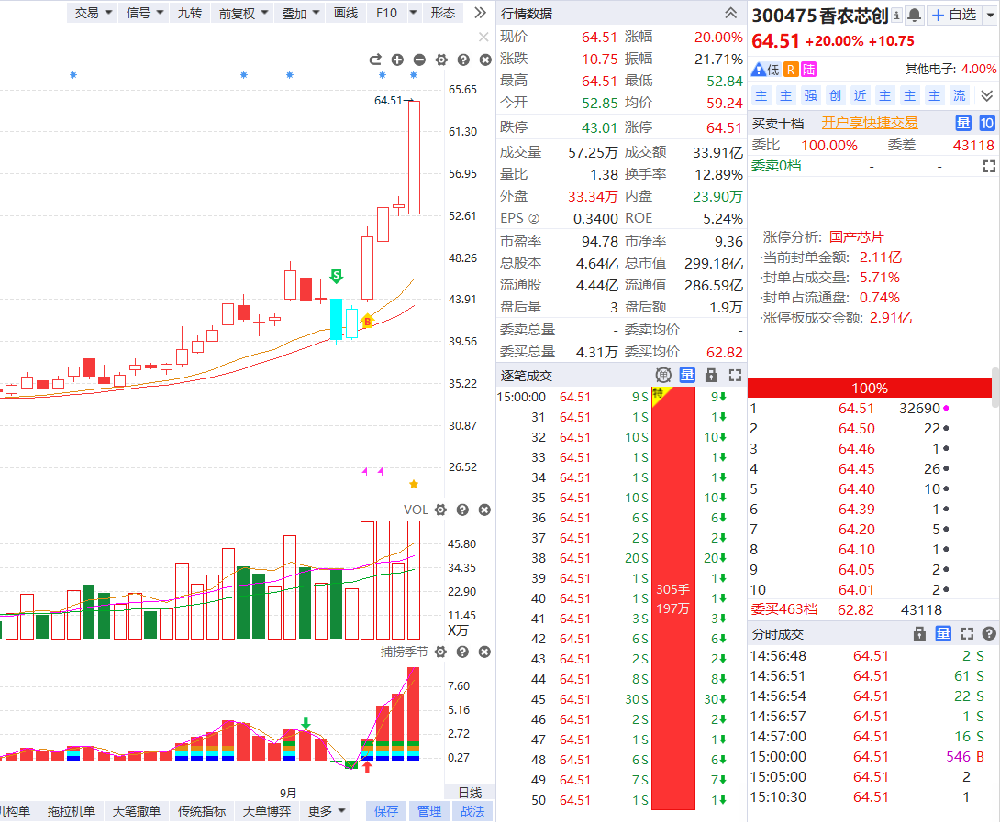 交易 信号 九转 前复权 叠加 画线 F10 形态
65.65
64.51
61.30
56.95
52.61
48.26
S
43.91
B
39.56
35.22
30.87
26.52
VOL
45.80
34.35
22.90
11.45
X万
捕捞季节
7.60
5.16
2.72
0.27
9月 日线
机构单 拖拉机单 大笔撤单 传统指标 大单博弈 更多 保存 管理 战法
行情数据
现价 64.51 涨幅 20.00%
涨跌 10.75 振幅 21.71%
最高 64.51 最低 52.84
今开 52.85 均价 59.24
跌停 43.01 涨停 64.51
成交量 57.25万 成交额 33.91亿
量比 1.38 换手率 12.89%
外盘 33.34万 内盘 23.90万
EPS ② 0.3400 ROE 5.24%
市盈率 94.78 市净率 9.36
总股本 4.64亿 总市值 299.18亿
流通股 4.44亿 流通值 286.59亿
盘后量 3 盘后额 1.9万
委卖总量 - 委卖均价 -
委买总量 4.31万 委买均价 62.82
逐笔成交 单 量
特
15:00:00 64.51 9S 9
31 64.51 1S 1
32 64.51 10S 10
33 64.51 1S 1
34 64.51 1S 1
35 64.51 10S 10
36 64.51 6S 6
37 64.51 2S 2
38 64.51 20S 20
39 64.51 1S 1
40 64.51 1S 1
41 64.51 3S 3
42 64.51 6S 6
43 64.51 2S 2
44 64.51 8S 8
45 64.51 30S 30
46 64.51 2S 2
47 64.51 1S 1
48 64.51 6S 6
49 64.51 7S 7
50 64.51 1S 1
305手
197万
300475 香农芯创 自选
64.51 +20.00% +10.75
低 R 陆 其他电子: 4.00%
主 主 强 创 近 主 主 主 流
买卖十档 开户享快捷交易 量 10
委比 100.00% 委差 43118
委卖0档 - -
涨停分析: 国产芯片
·当前封单金额: 2.11亿
·封单占成交量: 5.71%
·封单占流通盘: 0.74%
·涨停板成交金额: 2.91亿
100%
1 64.51 32690
2 64.50 22
3 64.46 1
4 64.45 26
5 64.40 10
6 64.39 1
7 64.20 5
8 64.10 1
9 64.05 2
10 64.01 2
委买463档 62.82 43118
分时成交 量
14:56:48 64.51 2 S
14:56:51 64.51 61 S
14:56:54 64.51 22 S
14:56:57 64.51 1 S
14:57:00 64.51 16 S
15:00:00 64.51 546 B
15:05:00 64.51 2
15:10:30 64.51 1